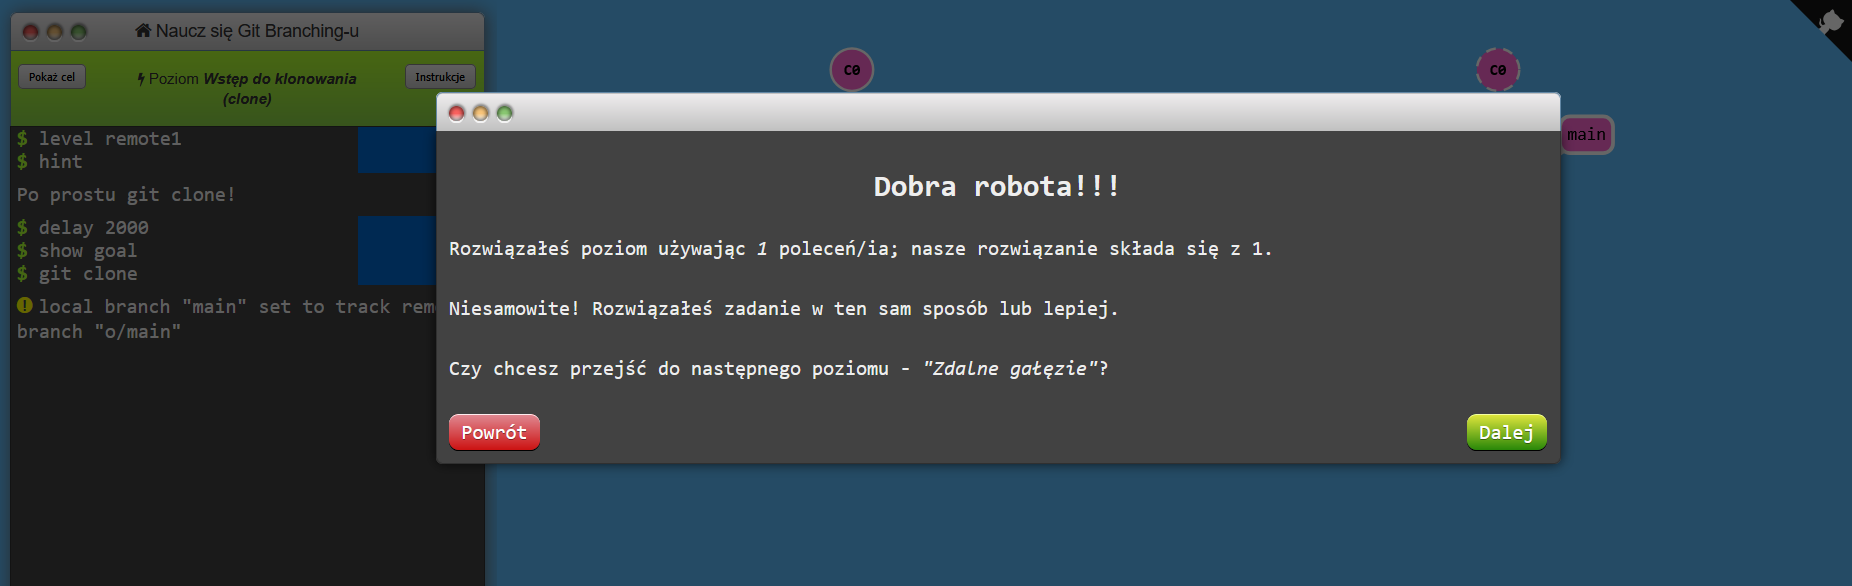 Naucz się Git Branching-u
Pokaż cel
Poziom Wstęp do klonowania
(clone)
Instrukcje
$ level remote1
$ hint
Po prostu git clone!
$ delay 2000
$ show goal
$ git clone
local branch "main" set to track
branch "o/main"
C0
C0
main
Dobra robota!!!
Rozwiązałeś poziom używając 1 poleceń/ia; nasze rozwiązanie składa się z 1.
Niesamowite! Rozwiązałeś zadanie w ten sam sposób lub lepiej.
Czy chcesz przejść do następnego poziomu - "Zdalne gałęzie"?
Powrót
Dalej